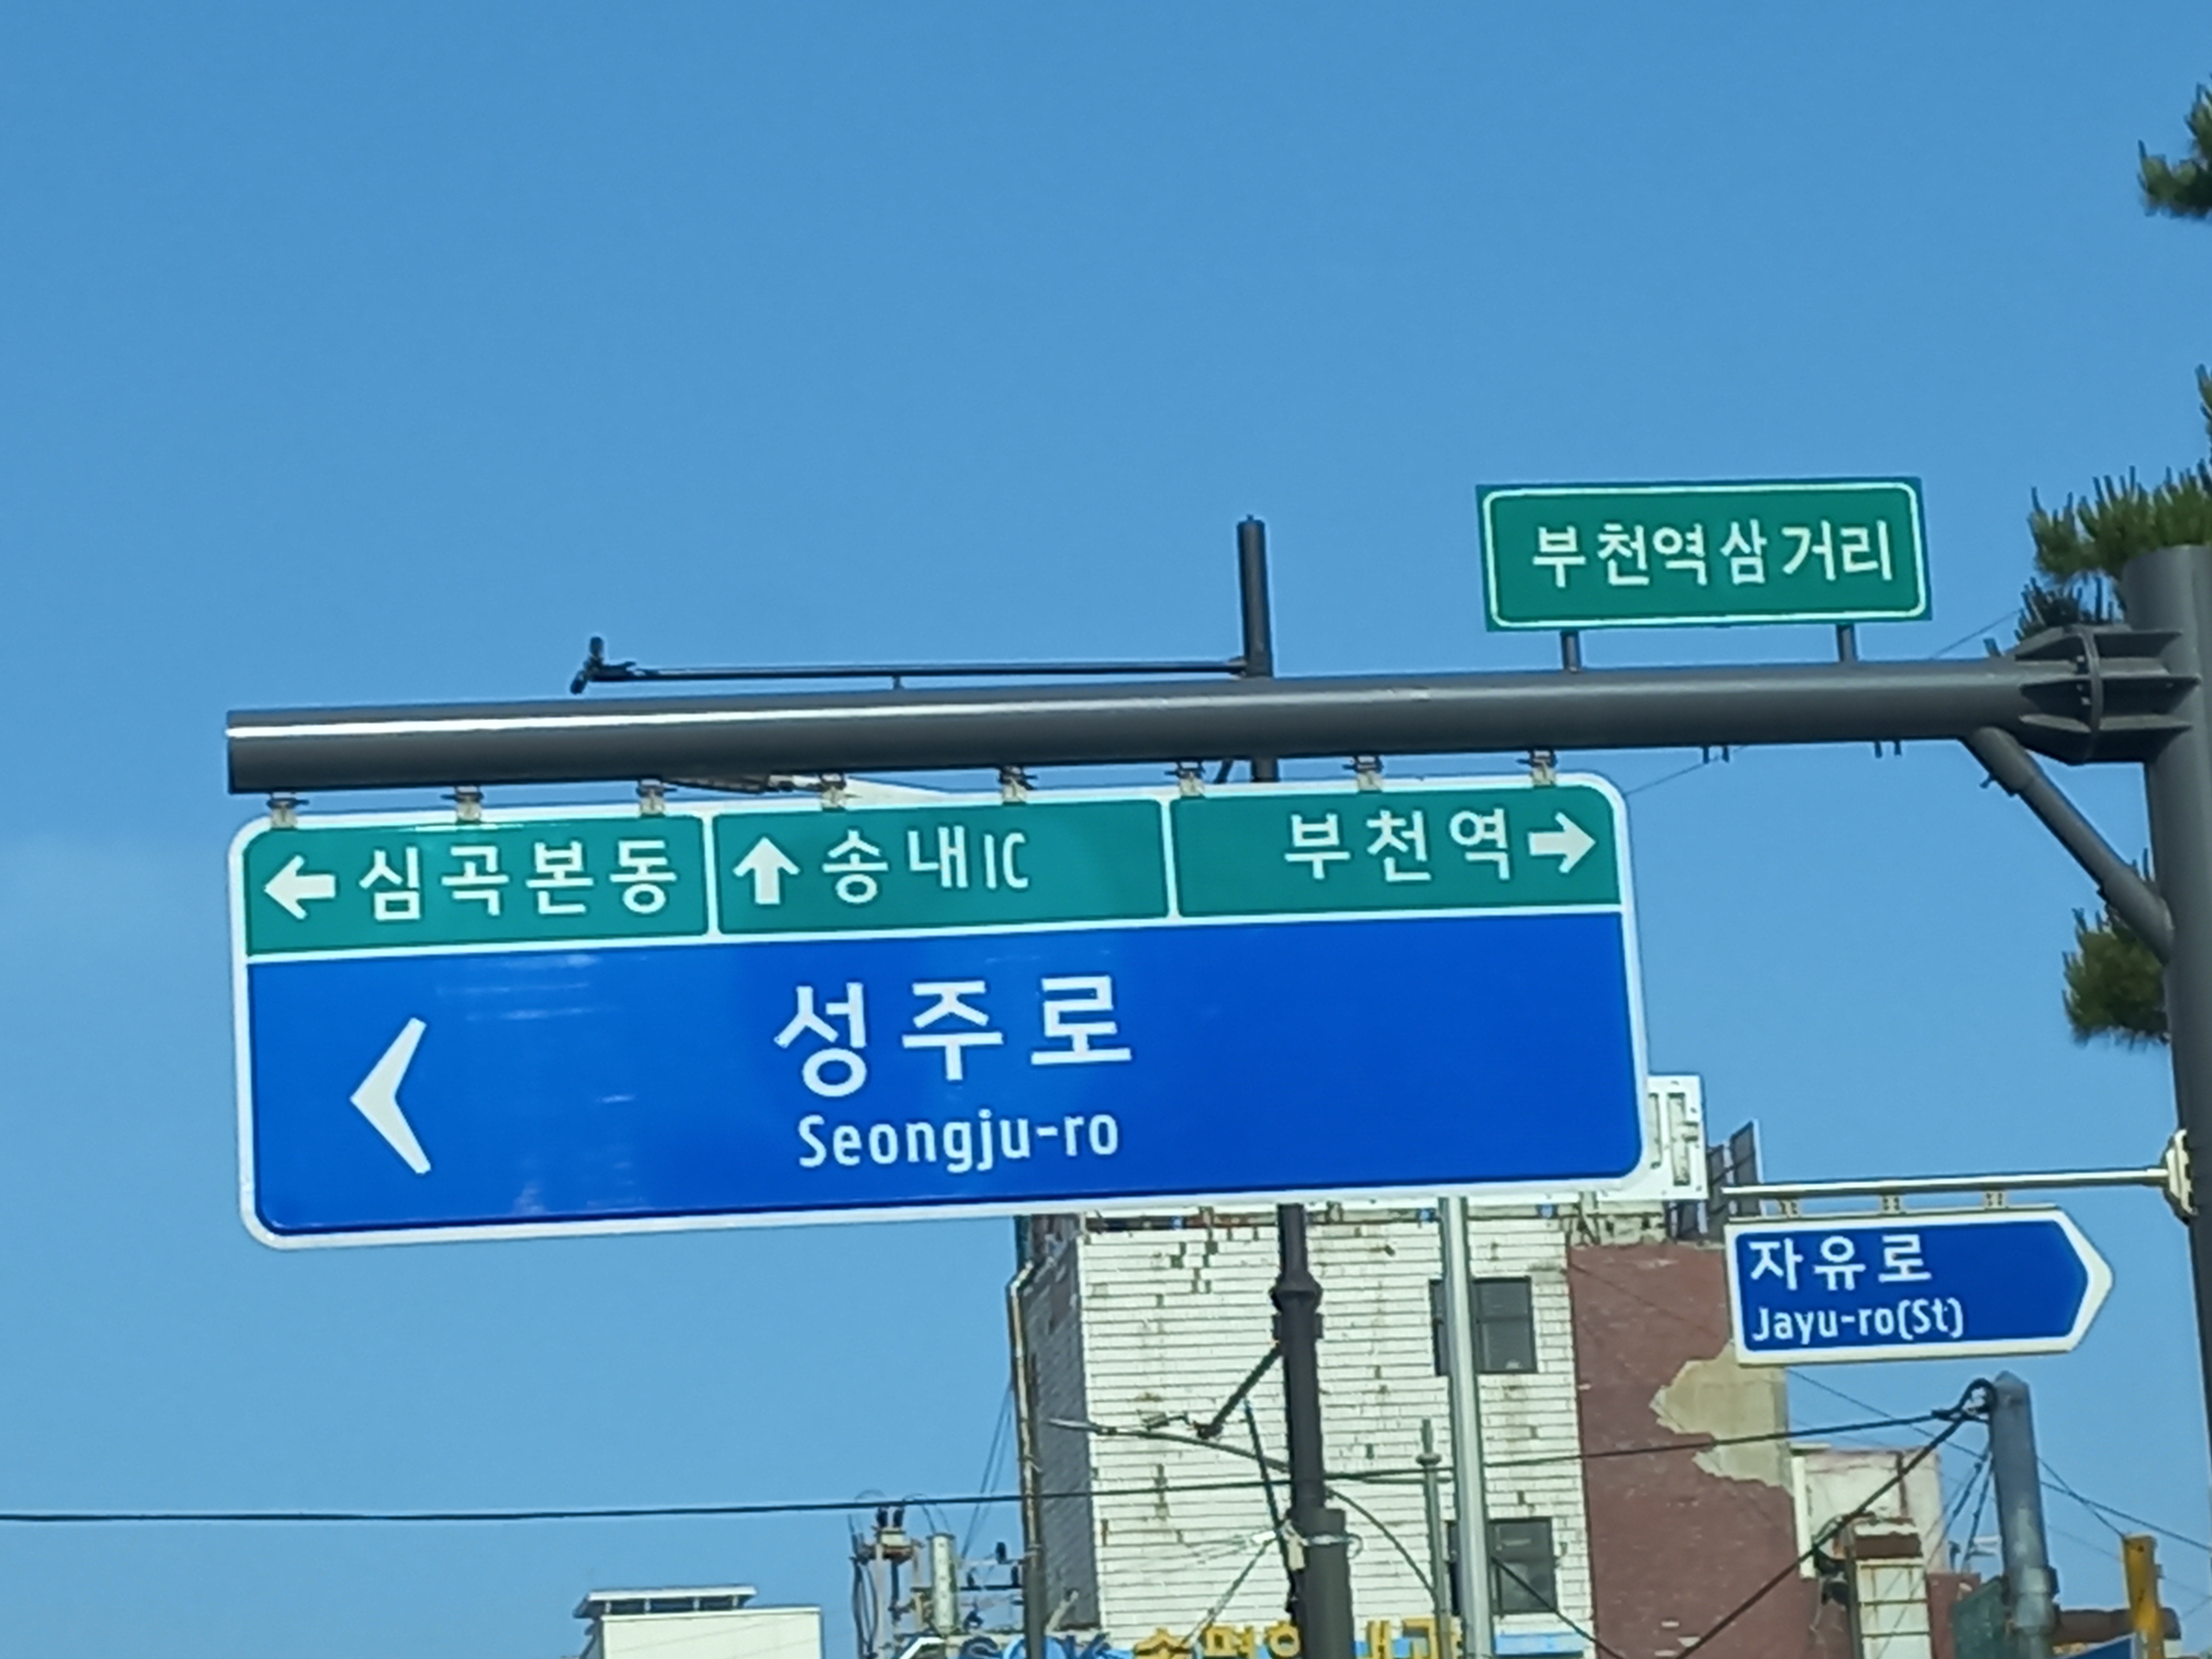 부천역삼거리
심곡본동
송내IC
부천역
성주로
Seongju-ro
자유로
Jayu-ro(St)